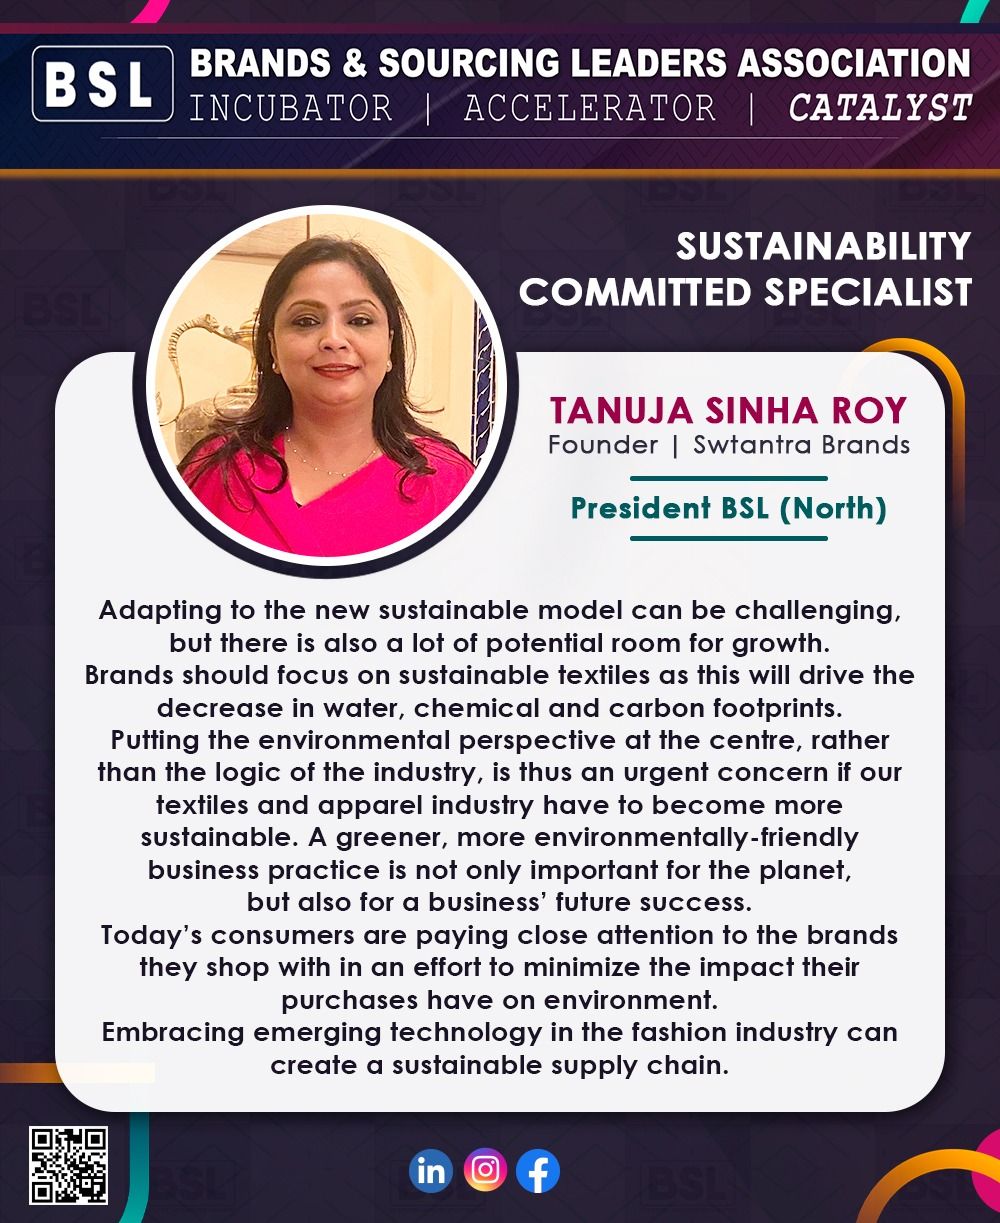 BSL
BRANDS & SOURCING LEADERS ASSOCIATION
INCUBATOR | ACCELERATOR | CATALYST
SUSTAINABILITY
COMMITTED SPECIALIST
TANUJA SINHA ROY
Founder | Swtantra Brands
President BSL (North)
Adapting to the new sustainable model can be challenging,
but there is also a lot of potential room for growth.
Brands should focus on sustainable textiles as this will drive the
decrease in water, chemical and carbon footprints.
Putting the environmental perspective at the centre, rather
than the logic of the industry, is thus an urgent concern if our
textiles and apparel industry have to become more
sustainable. A greener, more environmentally-friendly
business practice is not only important for the planet,
but also for a business’ future success.
Today’s consumers are paying close attention to the brands
they shop with in an effort to minimize the impact their
purchases have on environment.
Embracing emerging technology in the fashion industry can
create a sustainable supply chain.
in
f